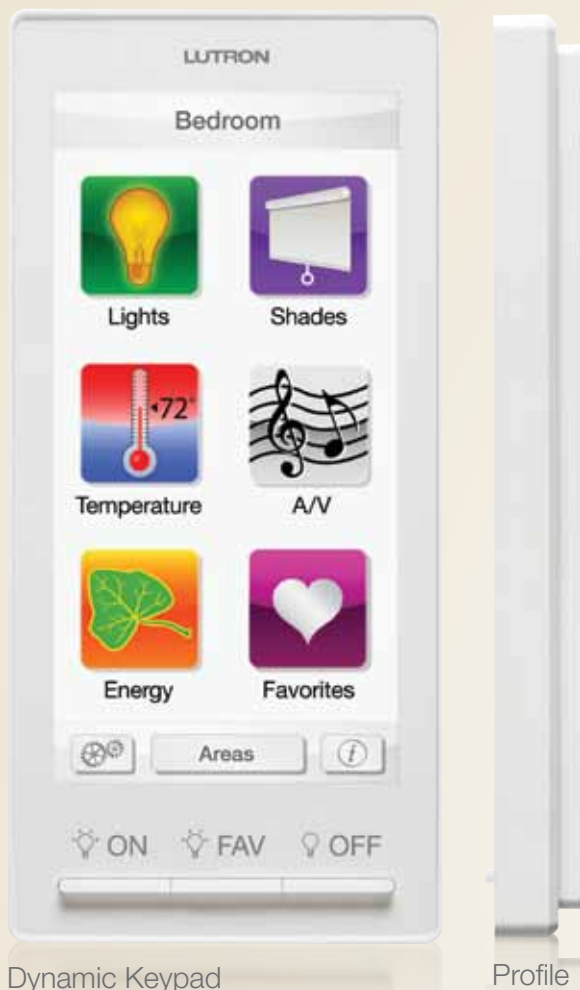 LUTRON
Bedroom
Lights Shades
72°
Temperature A/V
Energy Favorites
Areas i
ON FAV OFF
Dynamic Keypad Profile